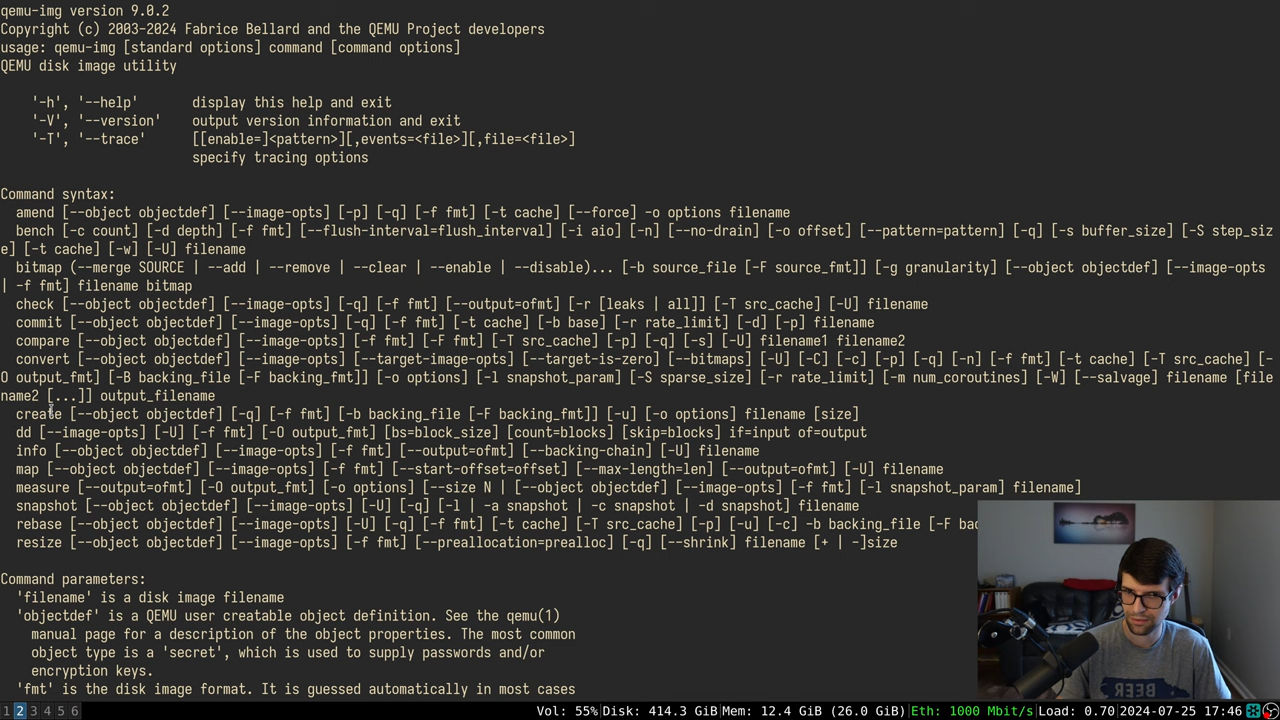 qemu-img version 9.0.2
Copyright (c) 2003-2024 Fabrice Bellard and the QEMU Project developers
usage: qemu-img [standard options] command [command options]
QEMU disk image utility
'-h', '--help'       display this help and exit
'-V', '--version'    output version information and exit
'-T', '--trace'      [[enable=]<pattern>][,events=<file>][,file=<file>]
specify tracing options
Command syntax:
amend [--object objectdef] [--image-opts] [-p] [-q] [-f fmt] [-t cache] [--force] -o options filename
bench [-c count] [-d depth] [-f fmt] [--flush-interval=flush_interval] [-i aio] [-n] [--no-drain] [-o offset] [--pattern=pattern] [-q] [-s buffer_size] [-S step_siz
e] [-t cache] [-w] [-U] filename
bitmap (--merge SOURCE | --add | --remove | --clear | --enable | --disable)... [-b source_file [-F source_fmt]] [-g granularity] [--object objectdef] [--image-opts
| -f fmt] filename bitmap
check [--object objectdef] [--image-opts] [-q] [-f fmt] [--output=ofmt] [-r [leaks | all]] [-T src_cache] [-U] filename
commit [--object objectdef] [--image-opts] [-q] [-f fmt] [-t cache] [-b base] [-r rate_limit] [-d] [-p] filename
compare [--object objectdef] [--image-opts] [-f fmt] [-F fmt] [-T src_cache] [-p] [-q] [-s] [-U] filename1 filename2
convert [--object objectdef] [--image-opts] [--target-image-opts] [--target-is-zero] [--bitmaps] [-U] [-C] [-c] [-p] [-q] [-n] [-f fmt] [-t cache] [-T src_cache] [-
O output_fmt] [-B backing_file [-F backing_fmt]] [-o options] [-l snapshot_param] [-S sparse_size] [-r rate_limit] [-m num_coroutines] [-W] [--salvage] filename [file
name2 [...]] output_filename
create [--object objectdef] [-q] [-f fmt] [-b backing_file [-F backing_fmt]] [-u] [-o options] filename [size]
dd [--image-opts] [-U] [-f fmt] [-O output_fmt] [bs=block_size] [count=blocks] [skip=blocks] if=input of=output
info [--object objectdef] [--image-opts] [-f fmt] [--output=ofmt] [--backing-chain] [-U] filename
map [--object objectdef] [--image-opts] [-f fmt] [--start-offset=offset] [--max-length=len] [--output=ofmt] [-U] filename
measure [--output=ofmt] [-O output_fmt] [-o options] [--size N | [--object objectdef] [--image-opts] [-f fmt] [-l snapshot_param] filename]
snapshot [--object objectdef] [--image-opts] [-U] [-q] [-l | -a snapshot | -c snapshot | -d snapshot] filename
rebase [--object objectdef] [--image-opts] [-U] [-q] [-f fmt] [-t cache] [-T src_cache] [-p] [-u] [-c] -b backing_file [-F
resize [--object objectdef] [--image-opts] [-f fmt] [--preallocation=prealloc] [-q] [--shrink] filename [+ | -]size
Command parameters:
'filename' is a disk image filename
'objectdef' is a QEMU user creatable object definition. See the qemu(1)
manual page for a description of the object properties. The most common
object type is a 'secret', which is used to supply passwords and/or
encryption keys.
'fmt' is the disk image format. It is guessed automatically in most cases
BEER
1 2 3 4 5 6 Vol: 55% Disk: 414.3 GiB Mem: 12.4 GiB (26.0 GiB) Eth: 1000 Mbit/s Load: 0.70 2024-07-25 17:46